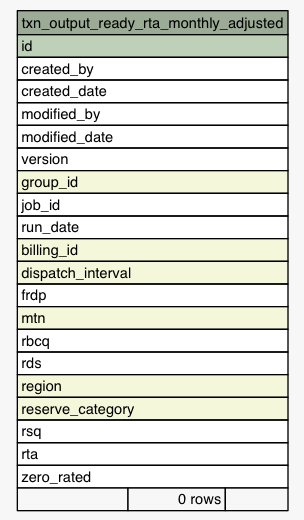 txn_output_ready_rta_monthly_adjusted
id
created_by
created_date
modified_by
modified_date
version
group_id
job_id
run_date
billing_id
dispatch_interval
frdp
mtn
rbcq
rds
region
reserve_category
rsq
rta
zero_rated
0 rows